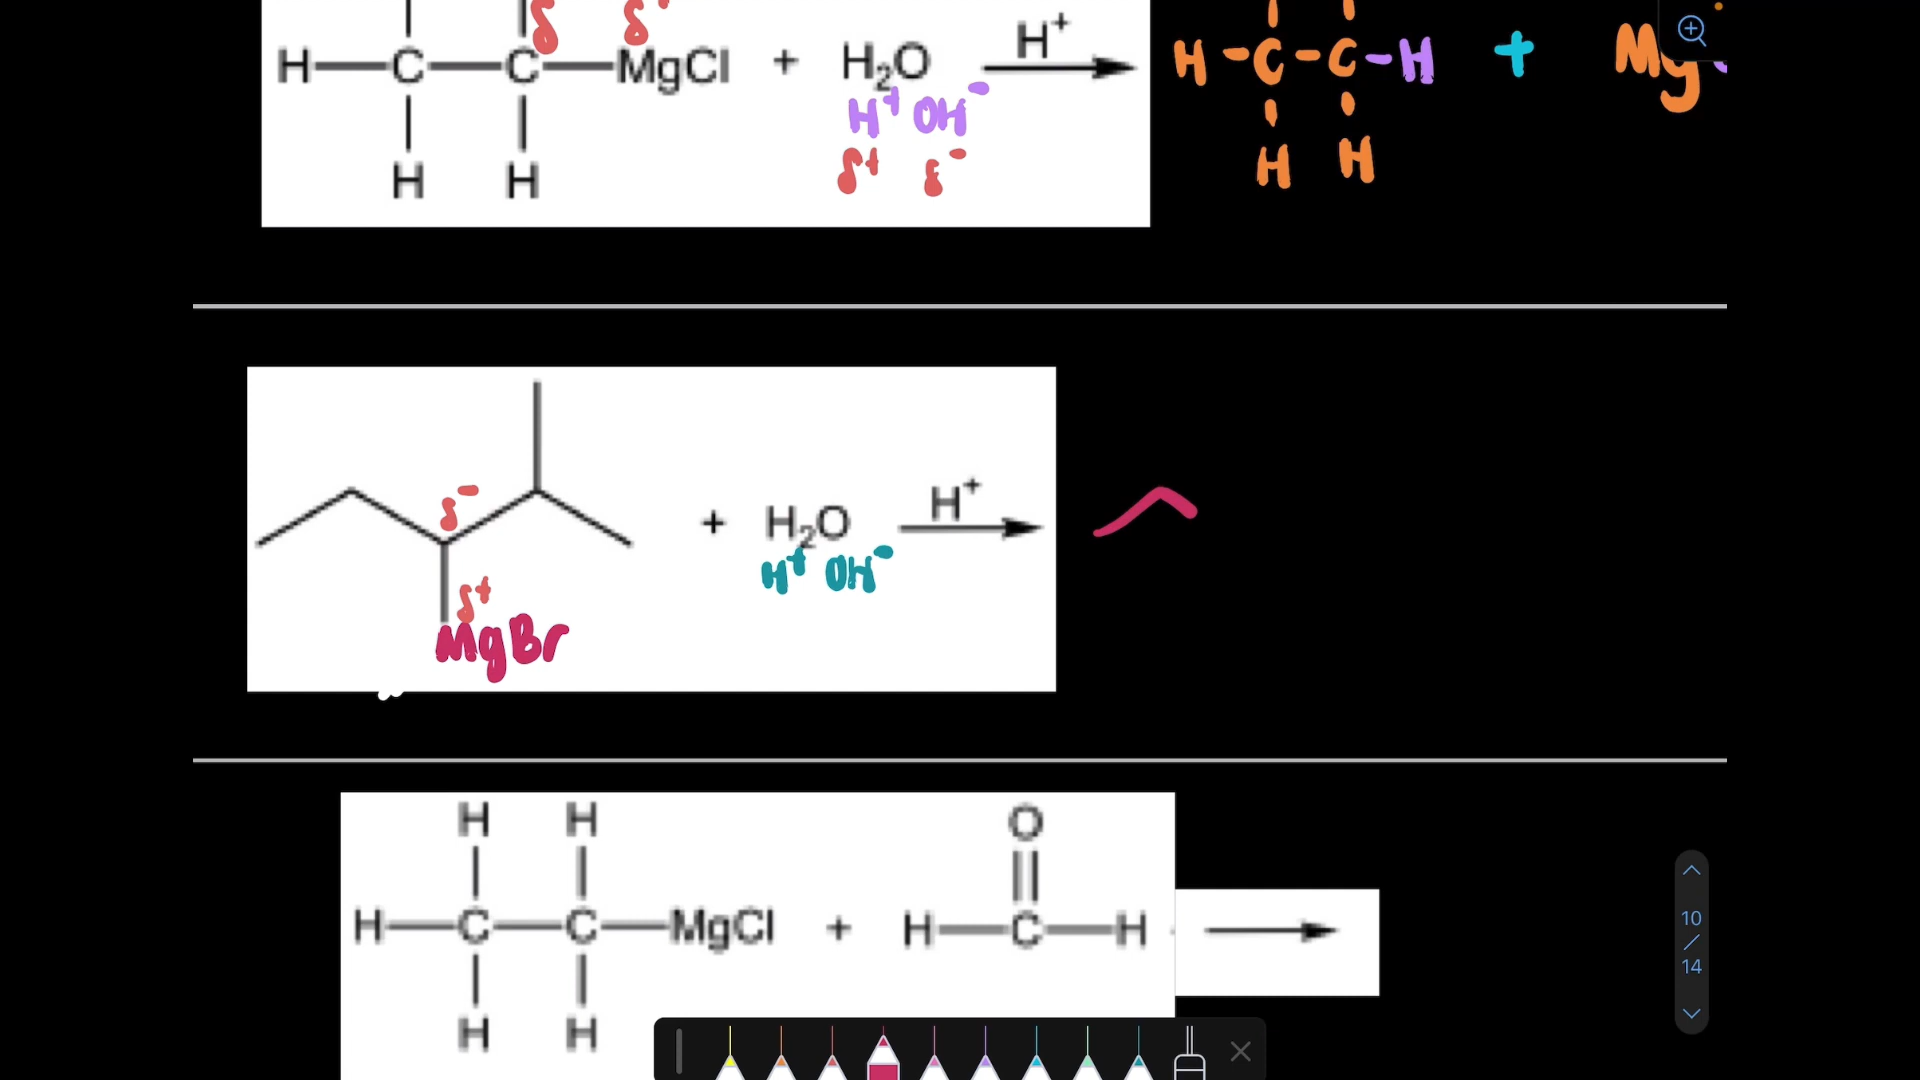 δ δ+
H C C MgCl + H₂O H⁺ H - C - C - H + Mg
H⁺ OH⁻
H H δ+ δ- H H
δ-
+ H₂O H⁺
H⁺ OH⁻
δ+
MgBr
H H O
H C C MgCl + H C H
H H
10
/
14